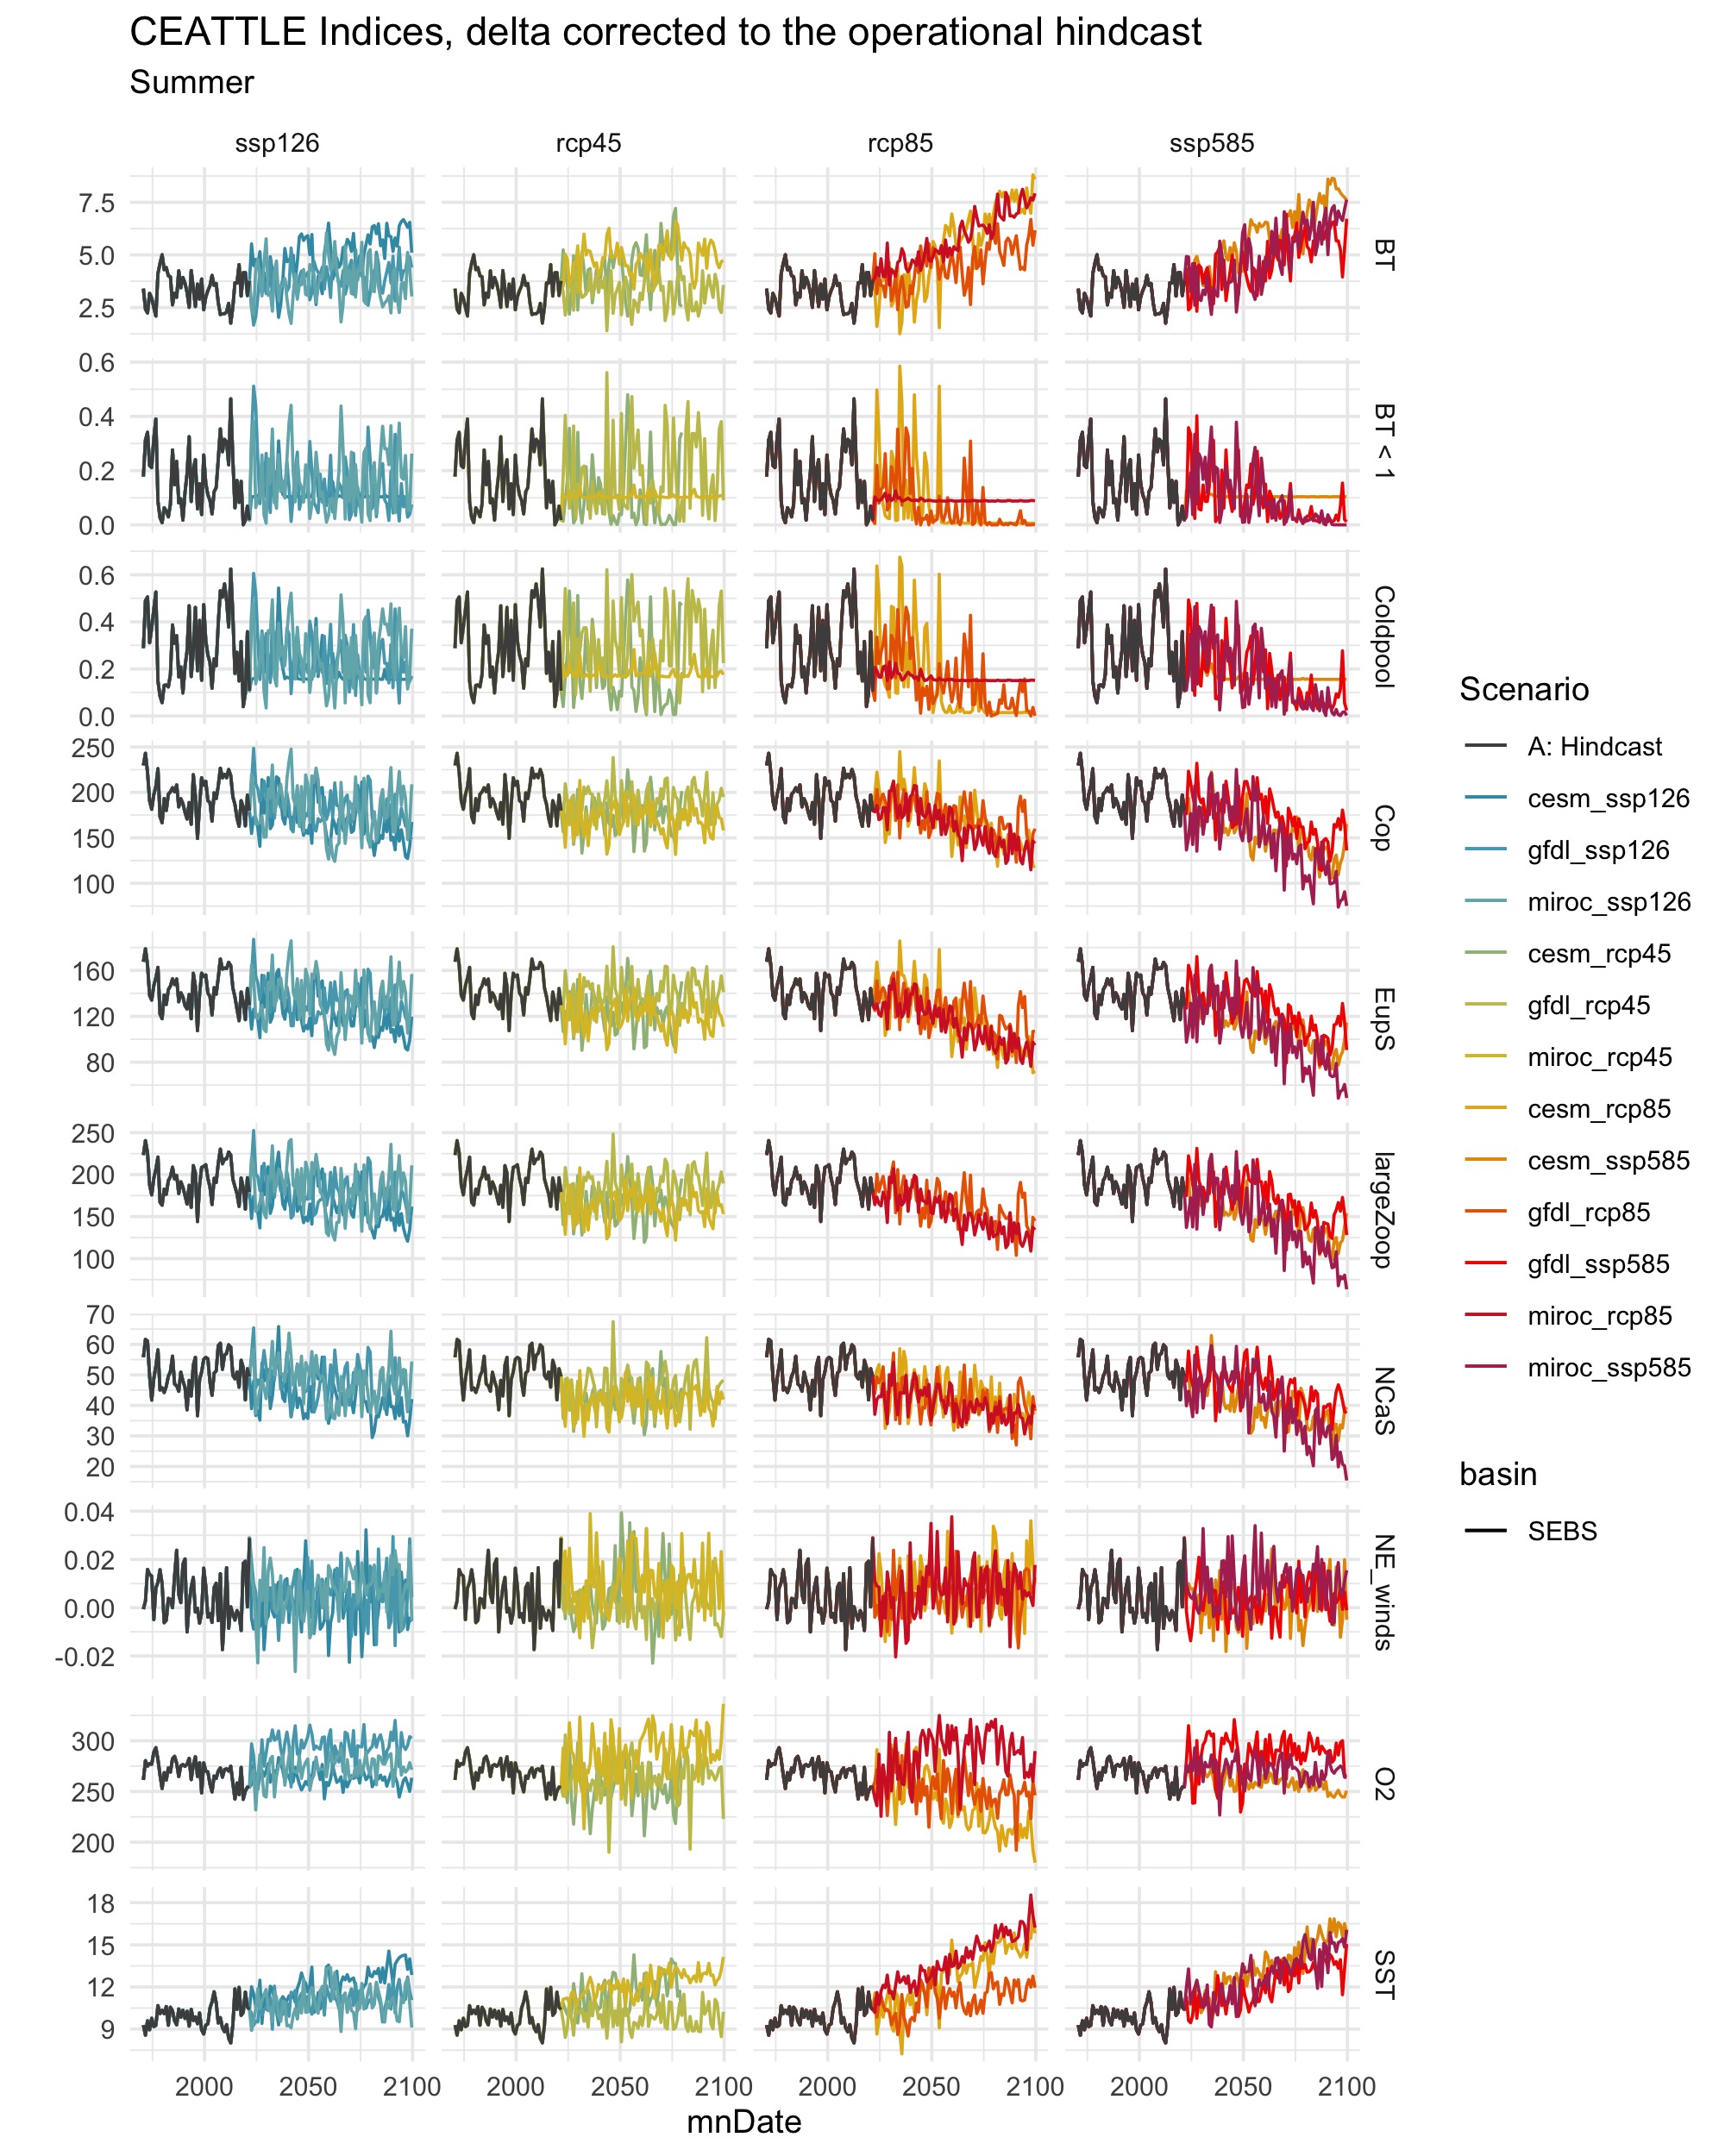 CEATTLE Indices, delta corrected to the operational hindcast
Summer
ssp126 rcp45 rcp85 ssp585
7.5
5.0
2.5
BT
0.6
0.4
0.2
0.0
BT < 1
0.6
0.4
0.2
0.0
Coldpool
250
200
150
100
Cop
160
120
80
EupS
250
200
150
100
largeZoop
70
60
50
40
30
20
NCaS
0.04
0.02
0.00
-0.02
NE_winds
300
250
200
O2
18
15
12
9
SST
2000 2050 2100 2000 2050 2100 2000 2050 2100 2000 2050 2100
mnDate
Scenario
A: Hindcast
cesm_ssp126
gfdl_ssp126
miroc_ssp126
cesm_rcp45
gfdl_rcp45
miroc_rcp45
cesm_rcp85
cesm_ssp585
gfdl_rcp85
gfdl_ssp585
miroc_rcp85
miroc_ssp585
basin
SEBS